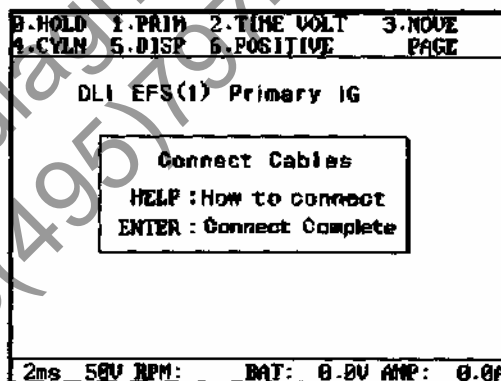 0.HOLD 1.PRIM 2.TIME VOLT 3.MOVE
4.CYLN 5.DISP 6.POSITIVE PAGE
DLI EFS(1) Primary IG
Connect Cables
HELP : How to connect
ENTER : Connect Complete
2ms 50V RPM: BAT: 0.0V AMP: 0.0A
(495)797